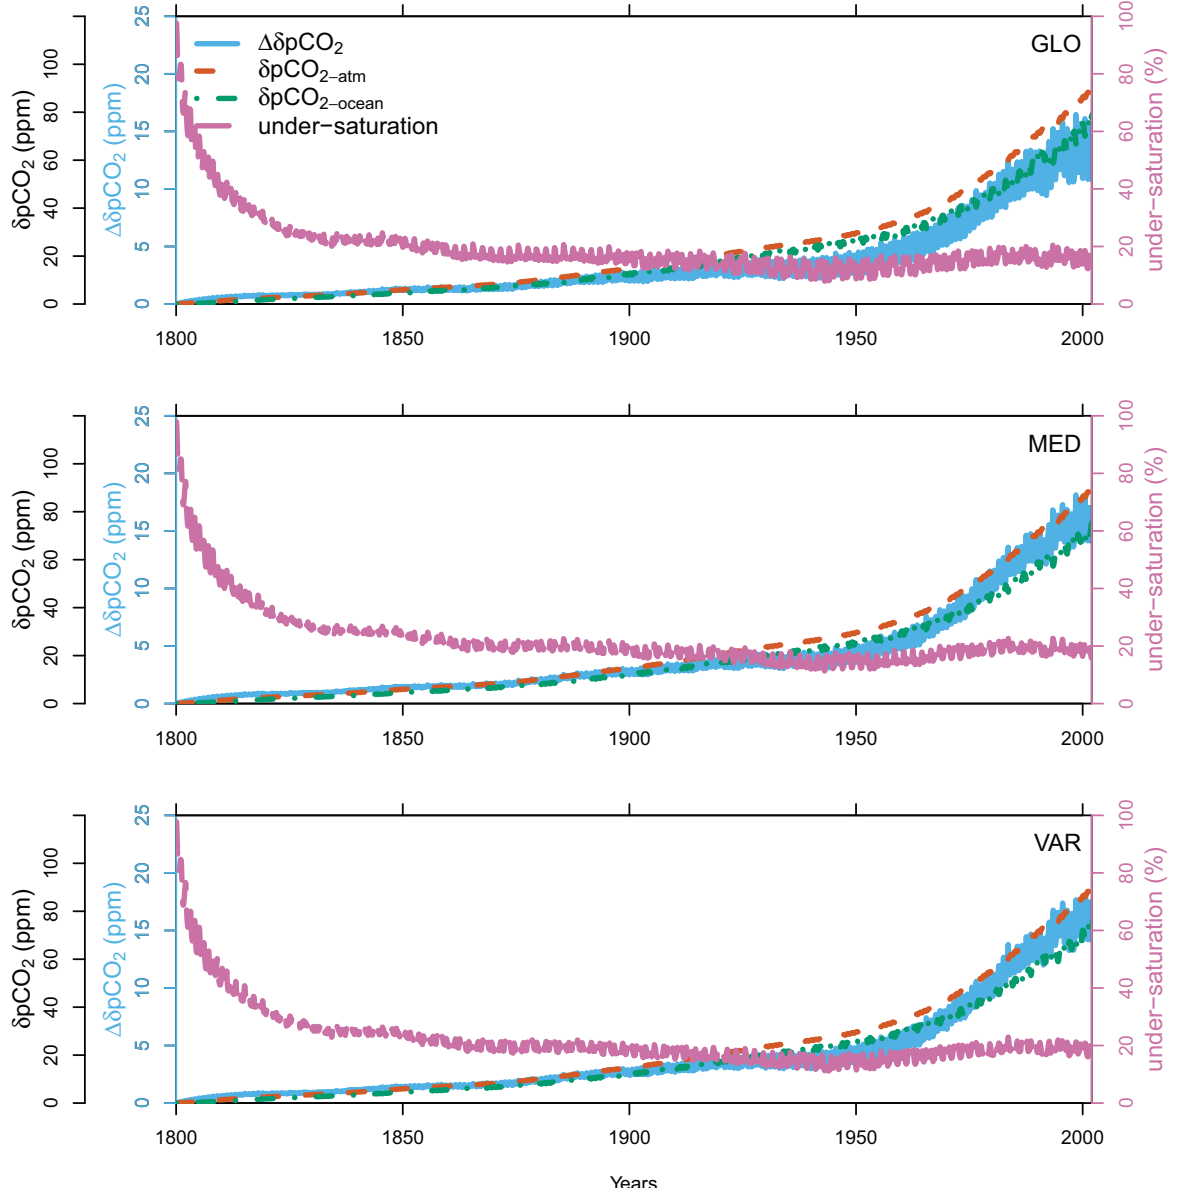 GLO
ΔδpCO2
δpCO2−atm
δpCO2−ocean
under−saturation
δpCO2 (ppm)
0 20 40 60 80 100
ΔδpCO2 (ppm)
0 5 10 15 20 25
under−saturation (%)
0 20 40 60 80 100
1800 1850 1900 1950 2000
MED
δpCO2 (ppm)
0 20 40 60 80 100
ΔδpCO2 (ppm)
0 5 10 15 20 25
under−saturation (%)
0 20 40 60 80 100
1800 1850 1900 1950 2000
VAR
δpCO2 (ppm)
0 20 40 60 80 100
ΔδpCO2 (ppm)
0 5 10 15 20 25
under−saturation (%)
0 20 40 60 80 100
1800 1850 1900 1950 2000
Years